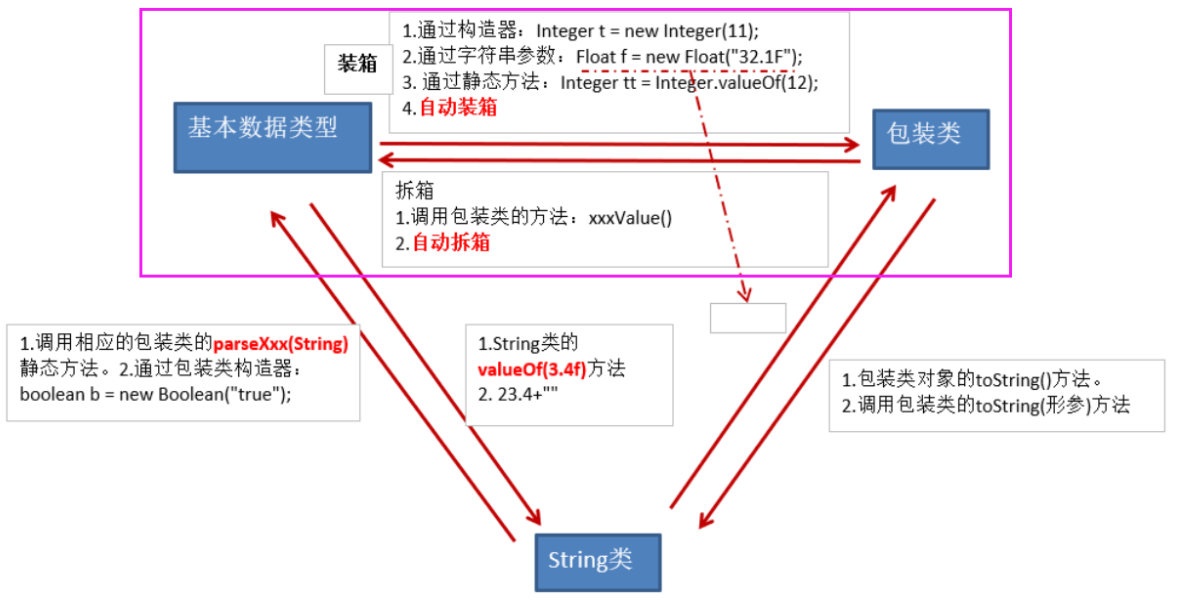 1.通过构造器：Integer t = new Integer(11);
装箱
2.通过字符串参数：Float f = new Float("32.1F");
3. 通过静态方法：Integer tt = Integer.valueOf(12);
4.自动装箱
基本数据类型
包装类
拆箱
1.调用包装类的方法：xxxValue()
2.自动拆箱
1.调用相应的包装类的parseXxx(String)
静态方法。2.通过包装类构造器：
boolean b = new Boolean("true");
1.String类的
valueOf(3.4f)方法
2. 23.4+""
1.包装类对象的toString()方法。
2.调用包装类的toString(形参)方法
String类